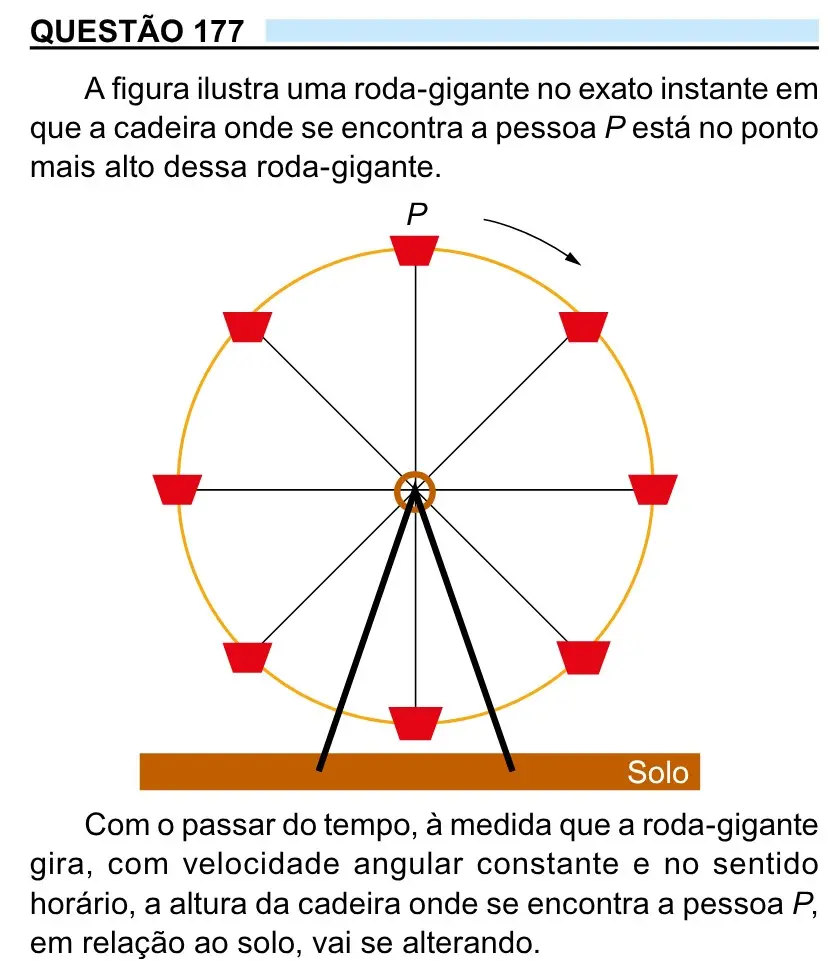 QUESTÃO 177
A figura ilustra uma roda-gigante no exato instante em
que a cadeira onde se encontra a pessoa P está no ponto
mais alto dessa roda-gigante.
P
Solo
Com o passar do tempo, à medida que a roda-gigante
gira, com velocidade angular constante e no sentido
horário, a altura da cadeira onde se encontra a pessoa P,
em relação ao solo, vai se alterando.